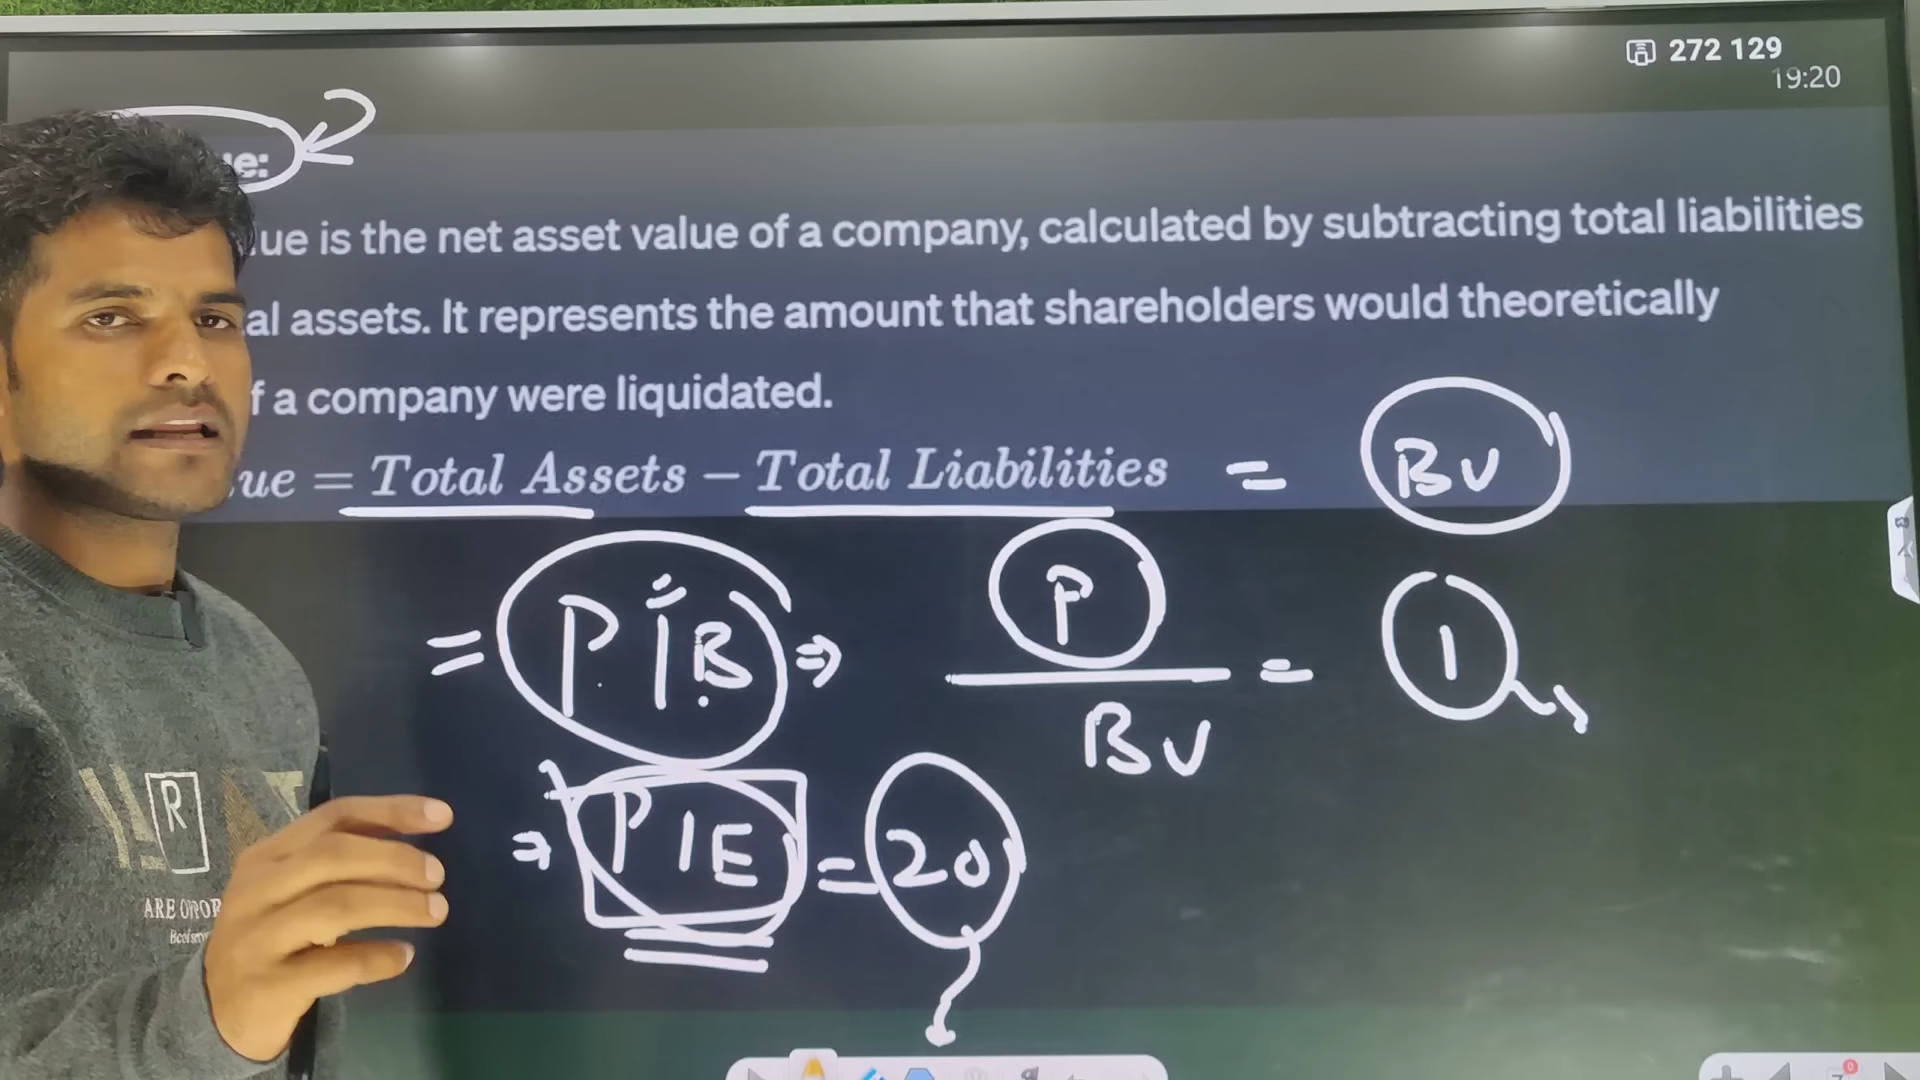 272 129
19:20
ue:
ue is the net asset value of a company, calculated by subtracting total liabilities
al assets. It represents the amount that shareholders would theoretically
f a company were liquidated.
ue = Total Assets − Total Liabilities = BV
= P/B ⇒ P/BV = 1
⇒ P/E = 20
R
ARE